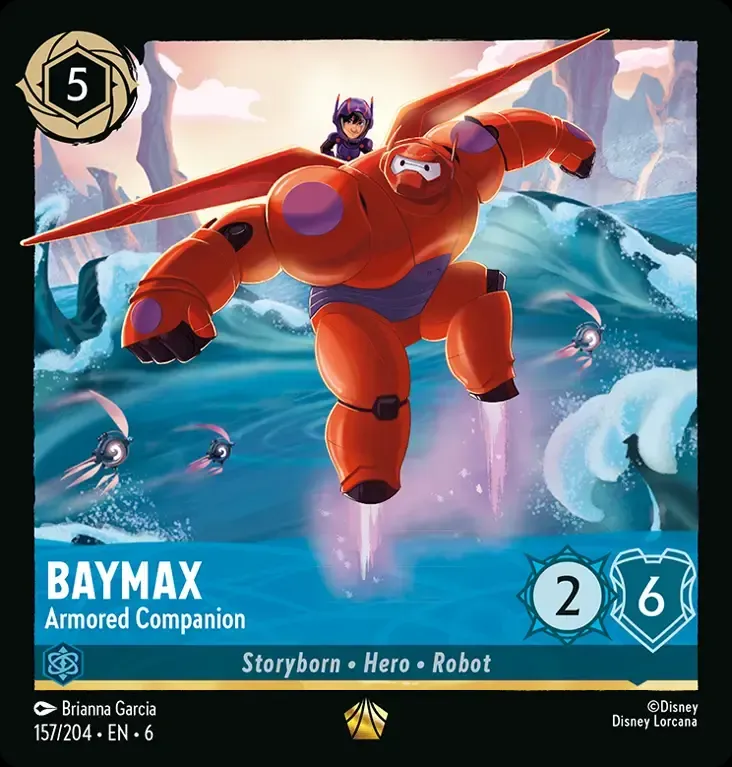 5
BAYMAX
Armored Companion
2
6
Storyborn • Hero • Robot
Brianna Garcia
157/204 • EN • 6
©Disney
Disney Lorcana